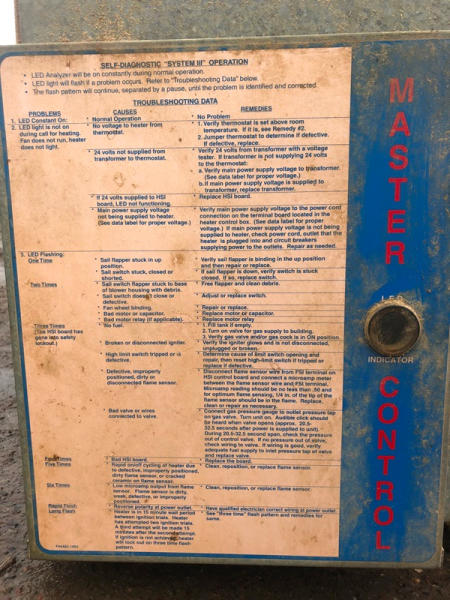 SELF-DIAGNOSTIC "SYSTEM III" OPERATION
• LED Analyzer will be on constantly during normal operation.
• LED light will flash if a problem occurs. Refer to "Troubleshooting Data" below.
• The flash pattern will continue, separated by a pause, until the problem is identified and corrected.
TROUBLESHOOTING DATA
PROBLEMS CAUSES REMEDIES
1. LED Constant On: * Normal Operation * No Problem
2. LED light is not on during call for heating. Fan does not run, heater does not light.
* No voltage to heater from thermostat.
1. Verify thermostat is set above room temperature. If it is, see Remedy #2.
2. Jumper thermostat to determine if defective. If defective, replace.
* 24 volts not supplied from transformer to thermostat.
* Verify 24 volts from transformer with a voltage tester. If transformer is not supplying 24 volts to the thermostat:
a. Verify main power supply voltage to transformer. (See data label for proper voltage.)
b. If main power supply voltage is supplied to transformer, replace transformer.
* If 24 volts supplied to HSI board, LED not functioning.
* Replace HSI board.
* Main power supply voltage not being supplied to heater. (See data label for proper voltage.)
* Verify main power supply voltage to the power cord connection on the terminal board located in the heater control box. (See data label for proper voltage.) If main power supply voltage is not being supplied to heater, check power cord, outlet that the heater is plugged into and circuit breakers supplying power to the outlets. Repair as needed.
3. LED Flashing:
One Time
* Sail flapper stuck in up position.
* Verify sail flapper is binding in the up position and then repair or replace.
* Sail switch stuck, closed or shorted.
* If sail flapper is down, verify switch is stuck closed. If so, replace switch.
Two Times
* Sail switch flapper stuck to base of blower housing with debris.
* Free flapper and clean debris.
* Sail switch doesn't close or defective.
* Adjust or replace switch.
* Fan wheel binding.
* Repair or replace.
* Bad motor or capacitor.
* Replace motor or capacitor.
* Bad motor relay (if applicable).
* Replace motor relay
Three Times
(The HSI board has gone into safety lockout.)
* No fuel.
1. Fill tank if empty.
2. Turn on valve for gas supply to building.
3. Verify gas valve and/or gas cock is in ON position
* Broken or disconnected igniter.
* Verify the igniter glows and is not disconnected, unplugged or broken.
* High limit switch tripped or is defective.
* Determine cause of limit switch opening and repair, then reset high-limit switch if tripped or replace if defective.
* Defective, improperly positioned, dirty or disconnected flame sensor.
* Disconnect flame sensor wire from FSI terminal on HSI control board and connect a microamp meter between the flame sensor wire and FSI terminal. Microamp reading should be no less than .50 and for optimum flame sensing, 1/4 in. of the tip of the flame sensor should be in the flame. Replace, clean or repair as necessary.
* Bad valve or wires connected to valve.
* Connect gas pressure gauge to outlet pressure tap on gas valve. Turn unit on. Audible click should be heard when valve opens (approx. 20.5-32.5 seconds after power is supplied to unit). During 20.5-32.5 second span, check the pressure out of control valve. If no pressure out of valve, check wiring to valve. If wiring is good, verify adequate fuel supply to inlet pressure tap of valve and replace valve.
Four Times * Bad HSI board. * Replace the board.
Five Times
* Rapid on/off cycling of heater due to defective, improperly positioned, dirty flame sensor, or cracked ceramic on flame sensor.
* Clean, reposition, or replace flame sensor.
Six Times
* Low microamp output from flame sensor. Flame sensor is dirty, weak, defective, or improperly positioned.
* Clean, reposition, or replace flame sensor.
Rapid Flash * Reverse polarity at power outlet. * Have qualified electrician correct wiring at power outlet.
Long Flash
* Heater is in 15 minute wait period between ignition trials. Heater has attempted two ignition trials. A third attempt will be made 15 minutes after the second attempt. If ignition is not achieved, heater will lock out on three time flash pattern.
* See "three time" flash pattern and remedies for same.
MASTER CONTROL
INDICATOR